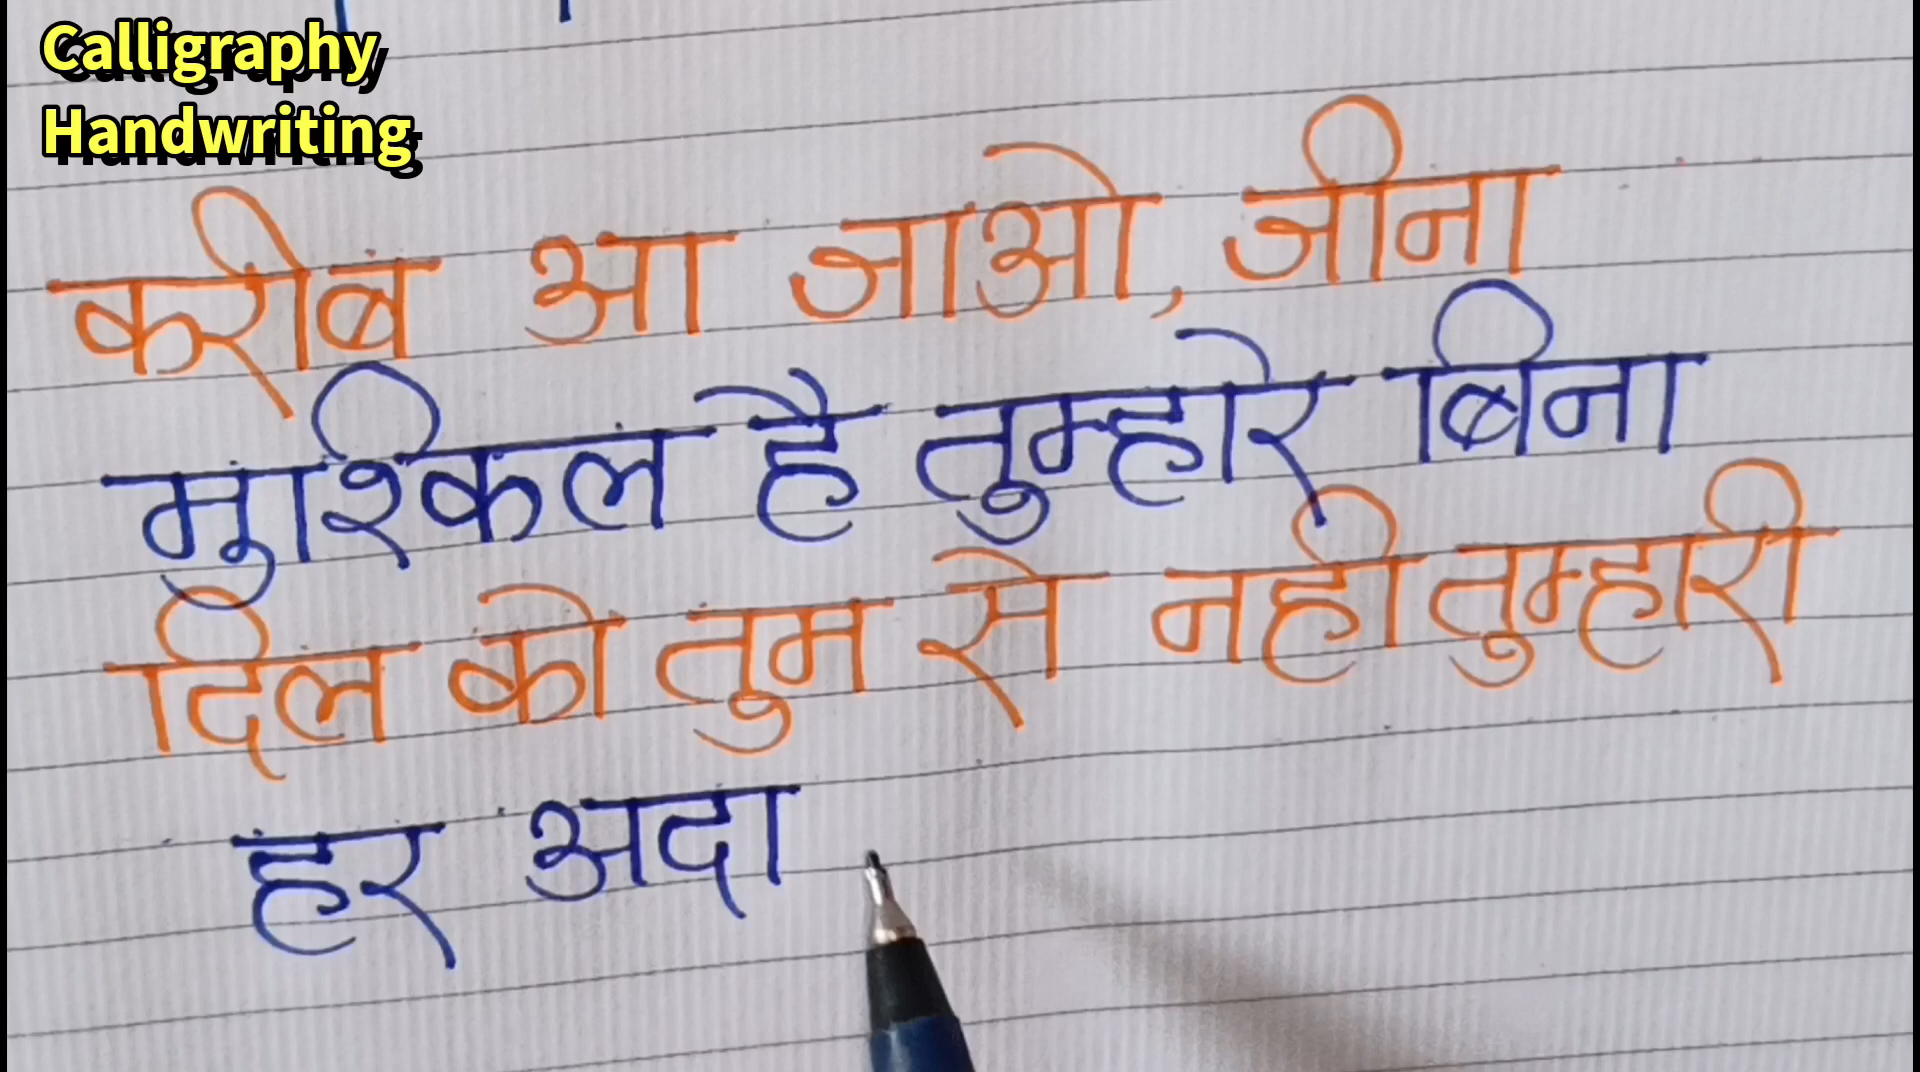 Calligraphy
Handwriting
करीब आ जाओ, जीना
मुश्किल है तुम्हारे बिना
दिल को तुम से नही तुम्हारी
हर अदा